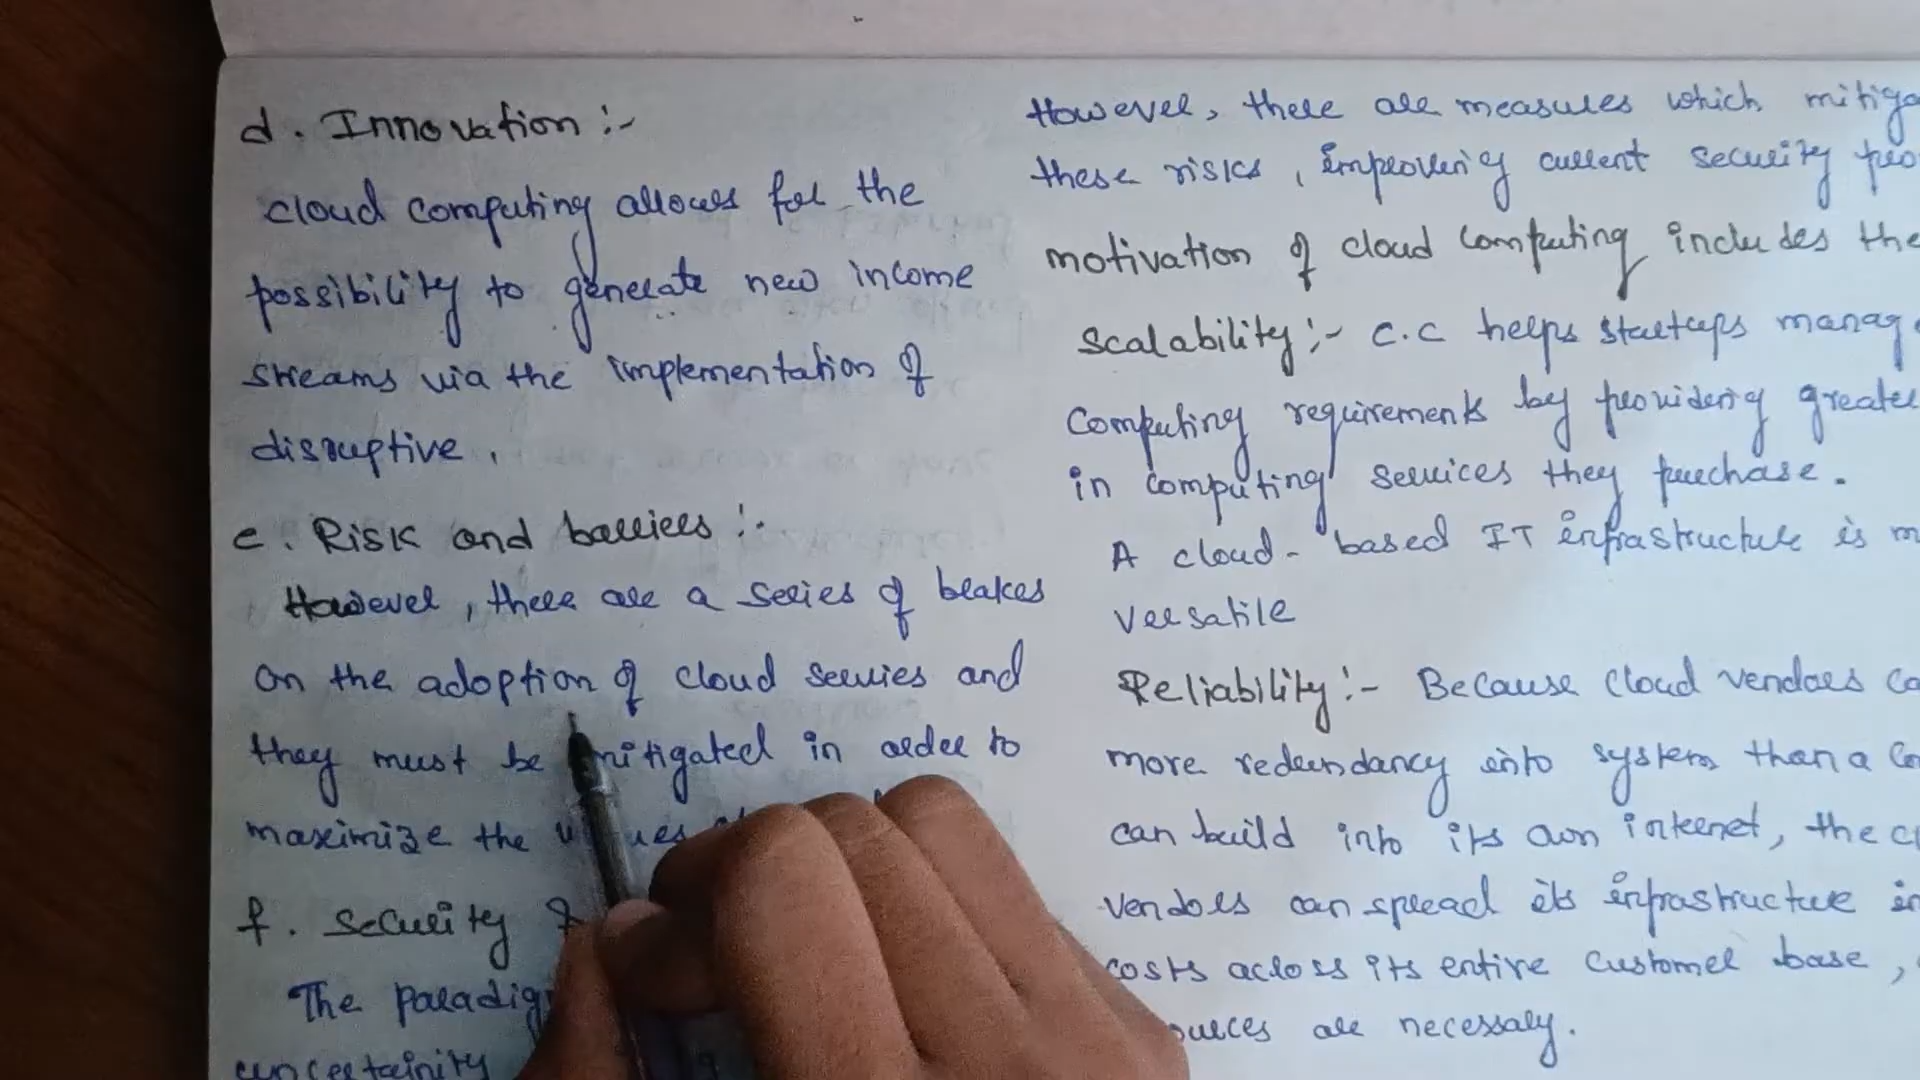 d. Innovation :-
cloud computing allows for the
possibility to generate new income
streams via the implementation of
disruptive.
e. Risk and barriers :-
However, there are a series of brakes
on the adoption of cloud servies and
they must be mitigated in order to
maximize the
f. Security
The
uncertainity
However, there are measures which
these risks, improving current security
motivation of cloud computing includes the
Scalability :- C.C helps startups
Computing requirements by providing greater
in computing services they purchase.
A cloud-based IT infrastructure is
versatile
Reliability :- Because cloud vendors
more redundancy into system than a
can build into its own internet, the
vendors can spread its infrastructure
costs across its entire customer base,
are necessary.